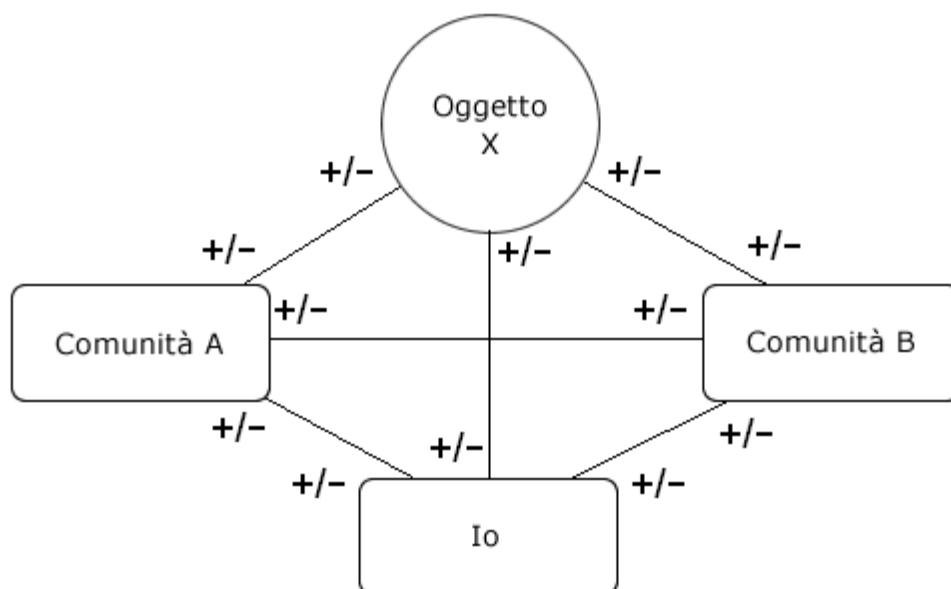 Oggetto
X
+/–
+/–
+/–
+/–
+/–
+/–
+/–
Comunità A
Comunità B
+/–
+/–
+/–
+/–
+/–
Io